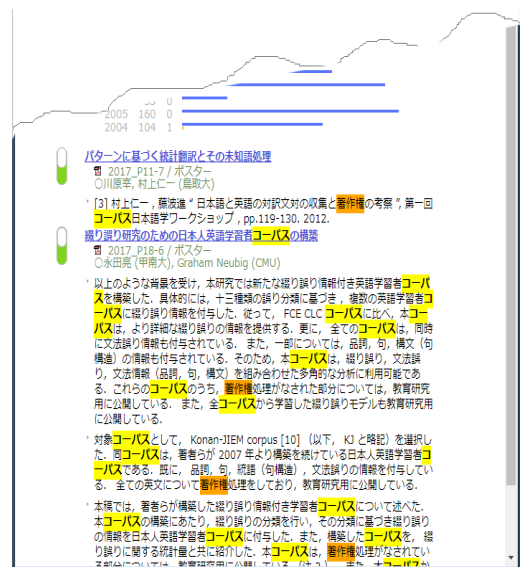 2005 160 0
2004 104 1
パターンに基づく統計翻訳とその未知語処理
2017_P11-7 / ポスター
○川原宰, 村上仁一 (鳥取大)
[3] 村上仁一 , 藤波進 “ 日本語と英語の対訳文対の収集と著作権の考察 ”, 第一回
コーパス日本語学ワークショップ , pp.119-130. 2012.
綴り誤り研究のための日本人英語学習者コーパスの構築
2017_P18-6 / ポスター
○永田亮 (甲南大), Graham Neubig (CMU)
以上のような背景を受け，本研究では新たな綴り誤り情報付き英語学習者コーパ
スを構築した．具体的には，十三種類の誤り分類に基づき，複数の英語学習者コ
ーパスに綴り誤り情報を付与した．従って， FCE CLC コーパスに比べ，本コー
パスは，より詳細な綴り誤りの情報を提供する．更に， 全てのコーパスは，同時
に文法誤り情報も付与されている． また，一部については，品詞，句，構文（句
構造）の情報も付与されている．そのため，本コーパスは，綴り誤り，文法誤
り，文法情報（品詞，句，構文）を組み合わせた多角的な分析に利用可能であ
る．これらのコーパスのうち，著作権処理がなされた部分については，教育研究
用に公開している． また，全コーパスから学習した綴り誤りモデルも教育研究用
に公開している．
対象コーパスとして， Konan-JIEM corpus [10] （以下， KJ と略記）を選択し
た．同コーパスは，著者らが 2007 年より構築を続けている日本人英語学習者コ
ーパスである．既に， 品詞，句，統語（句構造），文法誤りの情報を付与してい
る． 全ての英文について著作権処理をしており，教育研究用に公開している．
本稿では，著者らが構築した綴り誤り情報付き学習者コーパスについて述べた．
本コーパスの構築にあたり，綴り誤りの分類を行い，その分類に基づき綴り誤り
の情報を日本人英語学習者コーパスに付与した．また，構築したコーパスを， 綴
り誤りに関する統計量と共に紹介した．本コーパスは，著作権処理がなされてい
る部分については，教育研究用に公開している（注 2 ）． また，本コーパスか